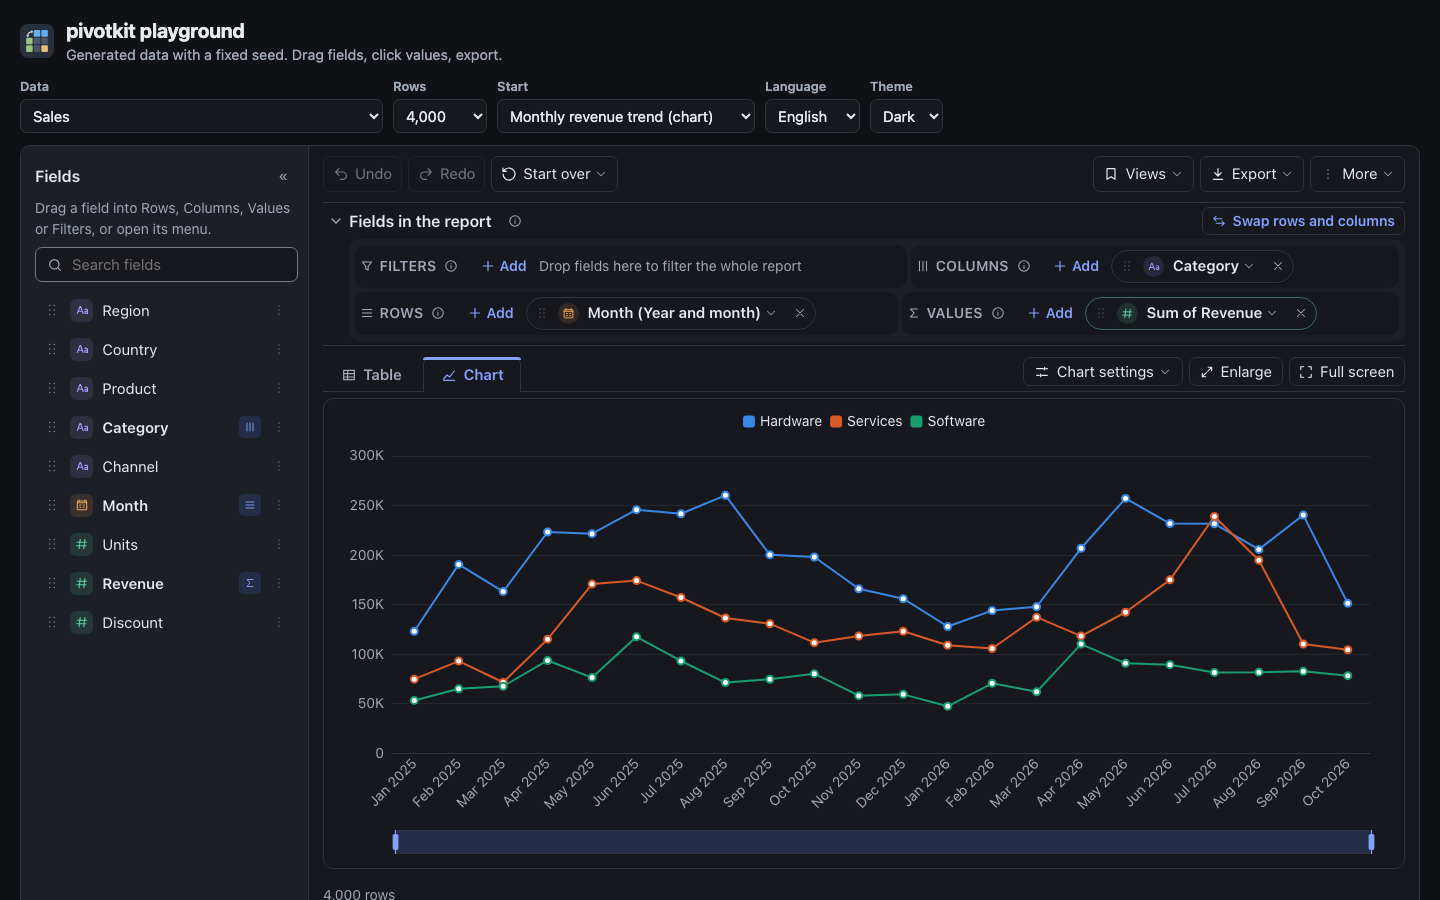 pivotkit playground
Generated data with a fixed seed. Drag fields, click values, export.
Data
Rows
Start
Language
Theme
Sales
4,000
Monthly revenue trend (chart)
English
Dark
Fields
«
Drag a field into Rows, Columns, Values
or Filters, or open its menu.
Search fields
Aa Region
Aa Country
Aa Product
Aa Category
Aa Channel
Month
# Units
# Revenue Σ
# Discount
Undo
Redo
Start over
Views
Export
More
Fields in the report
Swap rows and columns
FILTERS
+ Add
Drop fields here to filter the whole report
COLUMNS
+ Add
Aa Category
ROWS
+ Add
Month (Year and month)
Σ VALUES
+ Add
# Sum of Revenue
Table
Chart
Chart settings
Enlarge
Full screen
Hardware
Services
Software
300K
250K
200K
150K
100K
50K
0
Jan 2025
Feb 2025
Mar 2025
Apr 2025
May 2025
Jun 2025
Jul 2025
Aug 2025
Sep 2025
Oct 2025
Nov 2025
Dec 2025
Jan 2026
Feb 2026
Mar 2026
Apr 2026
May 2026
Jun 2026
Jul 2026
Aug 2026
Sep 2026
Oct 2026
4,000 rows